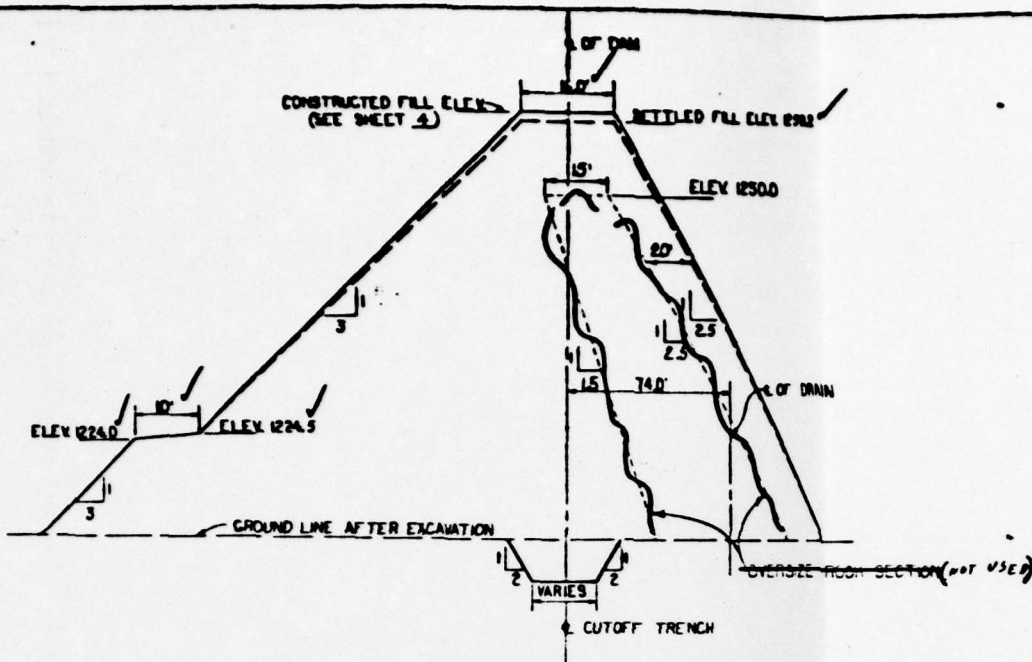 ℄ OF DAM
CONSTRUCTED FILL ELEV.
(SEE SHEET 4)
SETTLED FILL ELEV.
15'
ELEV. 1250.0
20'
1
3
1
2.5
1
2.5
1
1.5
74.0'
℄ OF DRAIN
10'
ELEV. 1224.0
ELEV. 1224.5
1
3
GROUND LINE AFTER EXCAVATION
1
2
1
2
VARIES
OVERSIZE ROCK SECTION (NOT USED)
℄ CUTOFF TRENCH